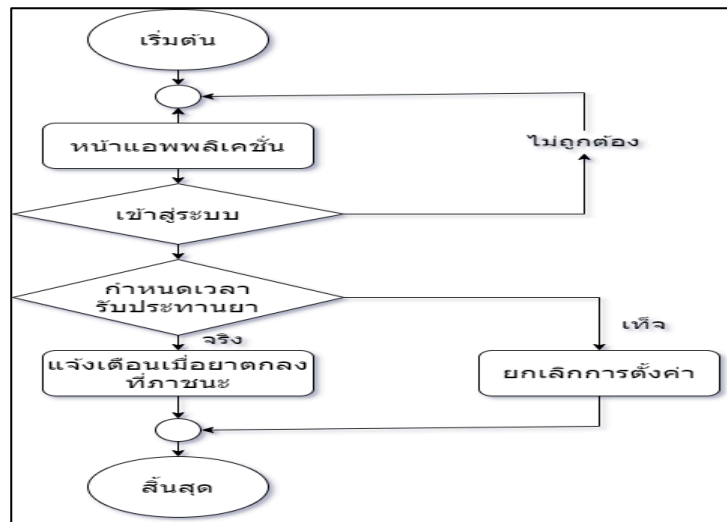 เริ่มต้น
หน้าแอพพลิเคชั่น
ไม่ถูกต้อง
เข้าสู่ระบบ
กำหนดเวลา
รับประทานยา
จริง
เท็จ
แจ้งเตือนเมื่อยาตกลง
ที่ภาชนะ
ยกเลิกการตั้งค่า
สิ้นสุด